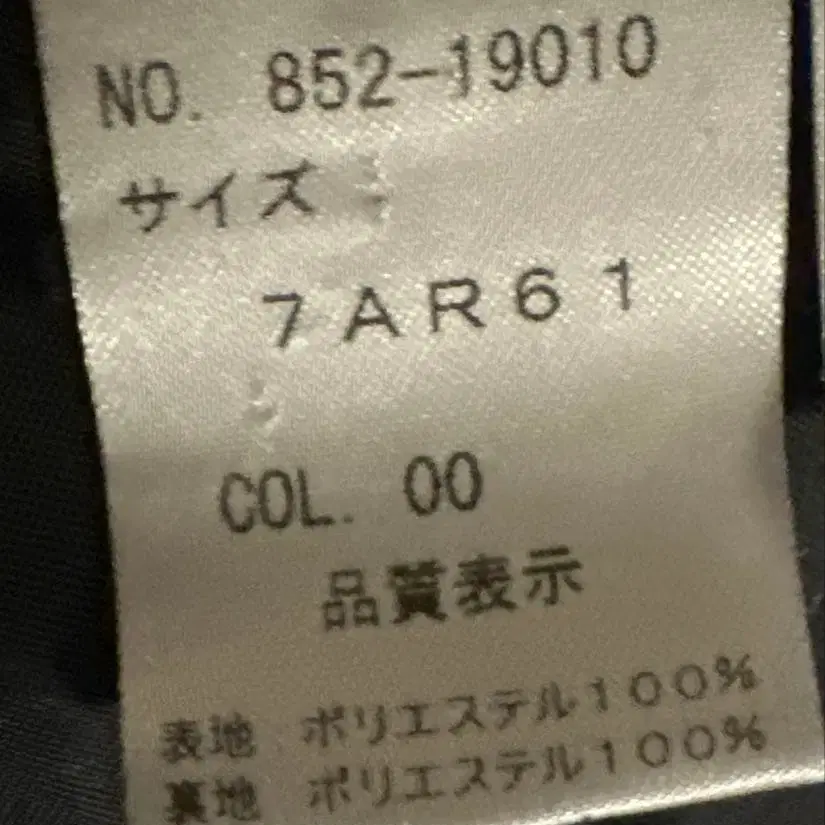 NO. 852-19010
サイズ
7AR61
COL. 00
品質表示
表地 ポリエステル100%
裏地 ポリエステル100%